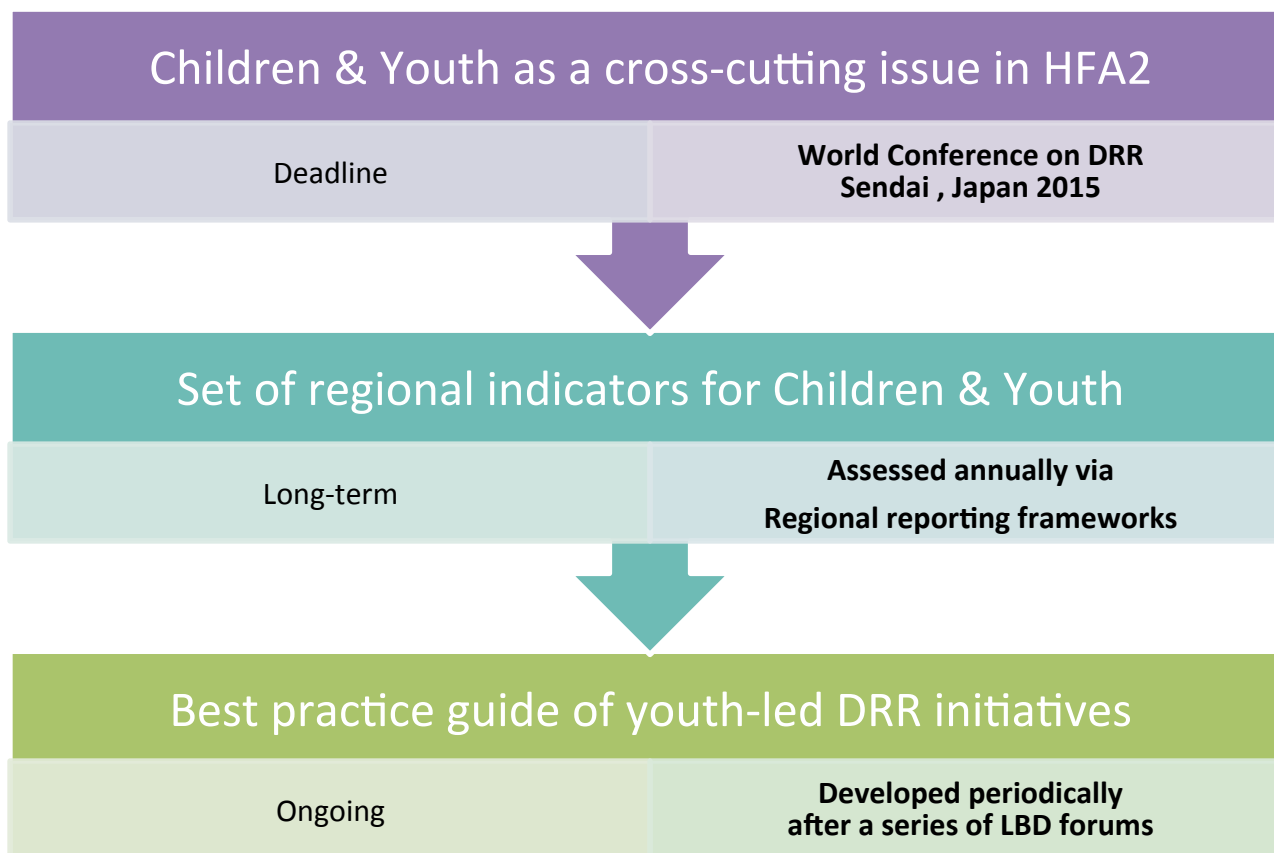 Children & Youth as a cross-cutting issue in HFA2
Deadline
World Conference on DRR
Sendai , Japan 2015
Set of regional indicators for Children & Youth
Long-term
Assessed annually via
Regional reporting frameworks
Best practice guide of youth-led DRR initiatives
Ongoing
Developed periodically
after a series of LBD forums